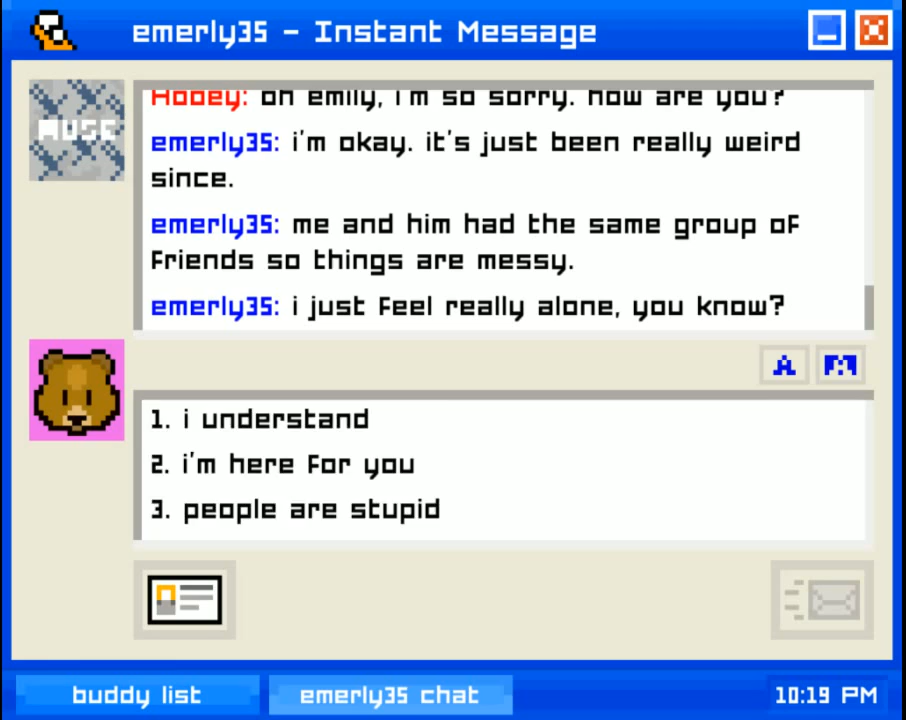 emerly35 - Instant Message
MUSE
Hobey: oh emily, i'm so sorry. how are you?
emerly35: i'm okay. it's just been really weird
since.
emerly35: me and him had the same group of
friends so things are messy.
emerly35: i just feel really alone, you know?
A
1. i understand
2. i'm here for you
3. people are stupid
buddy list
emerly35 chat
10:19 PM